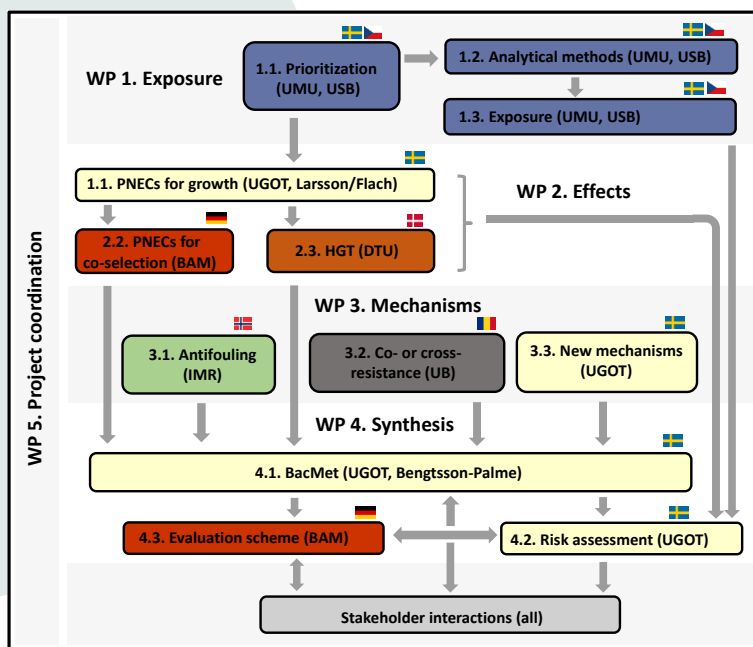 WP 5. Project coordination
WP 1. Exposure
1.1. Prioritization
(UMU, USB)
1.2. Analytical methods (UMU, USB)
1.3. Exposure (UMU, USB)
1.1. PNECs for growth (UGOT, Larsson/Flach)
WP 2. Effects
2.2. PNECs for
co-selection (BAM)
2.3. HGT (DTU)
WP 3. Mechanisms
3.1. Antifouling
(IMR)
3.2. Co- or cross-
resistance (UB)
3.3. New mechanisms
(UGOT)
WP 4. Synthesis
4.1. BacMet (UGOT, Bengtsson-Palme)
4.3. Evaluation scheme (BAM)
4.2. Risk assessment (UGOT)
Stakeholder interactions (all)